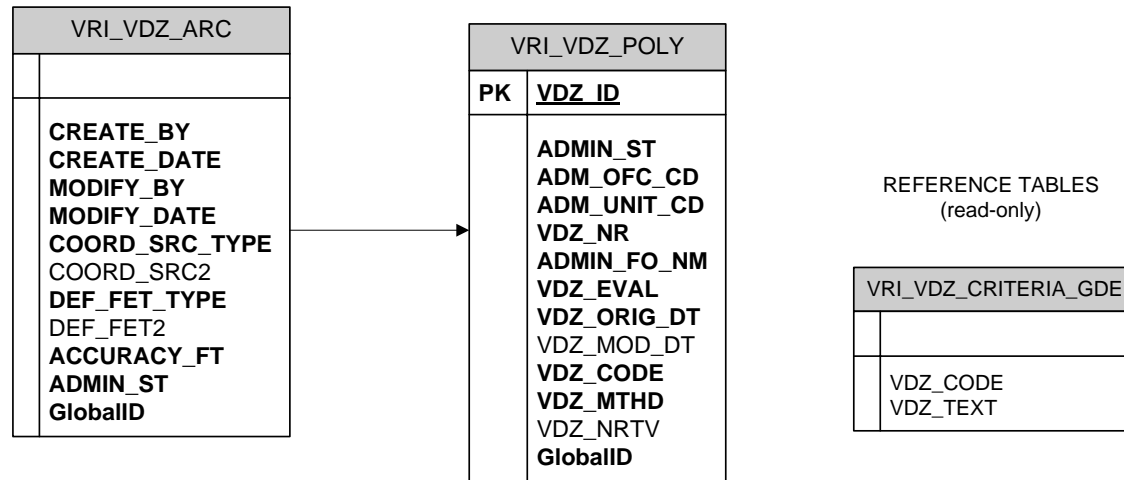 VRI_VDZ_ARC
CREATE_BY
CREATE_DATE
MODIFY_BY
MODIFY_DATE
COORD_SRC_TYPE
COORD_SRC2
DEF_FET_TYPE
DEF_FET2
ACCURACY_FT
ADMIN_ST
GlobalID
VRI_VDZ_POLY
PK VDZ_ID
ADMIN_ST
ADM_OFC_CD
ADM_UNIT_CD
VDZ_NR
ADMIN_FO_NM
VDZ_EVAL
VDZ_ORIG_DT
VDZ_MOD_DT
VDZ_CODE
VDZ_MTHD
VDZ_NRTV
GlobalID
REFERENCE TABLES
(read-only)
VRI_VDZ_CRITERIA_GDE
VDZ_CODE
VDZ_TEXT